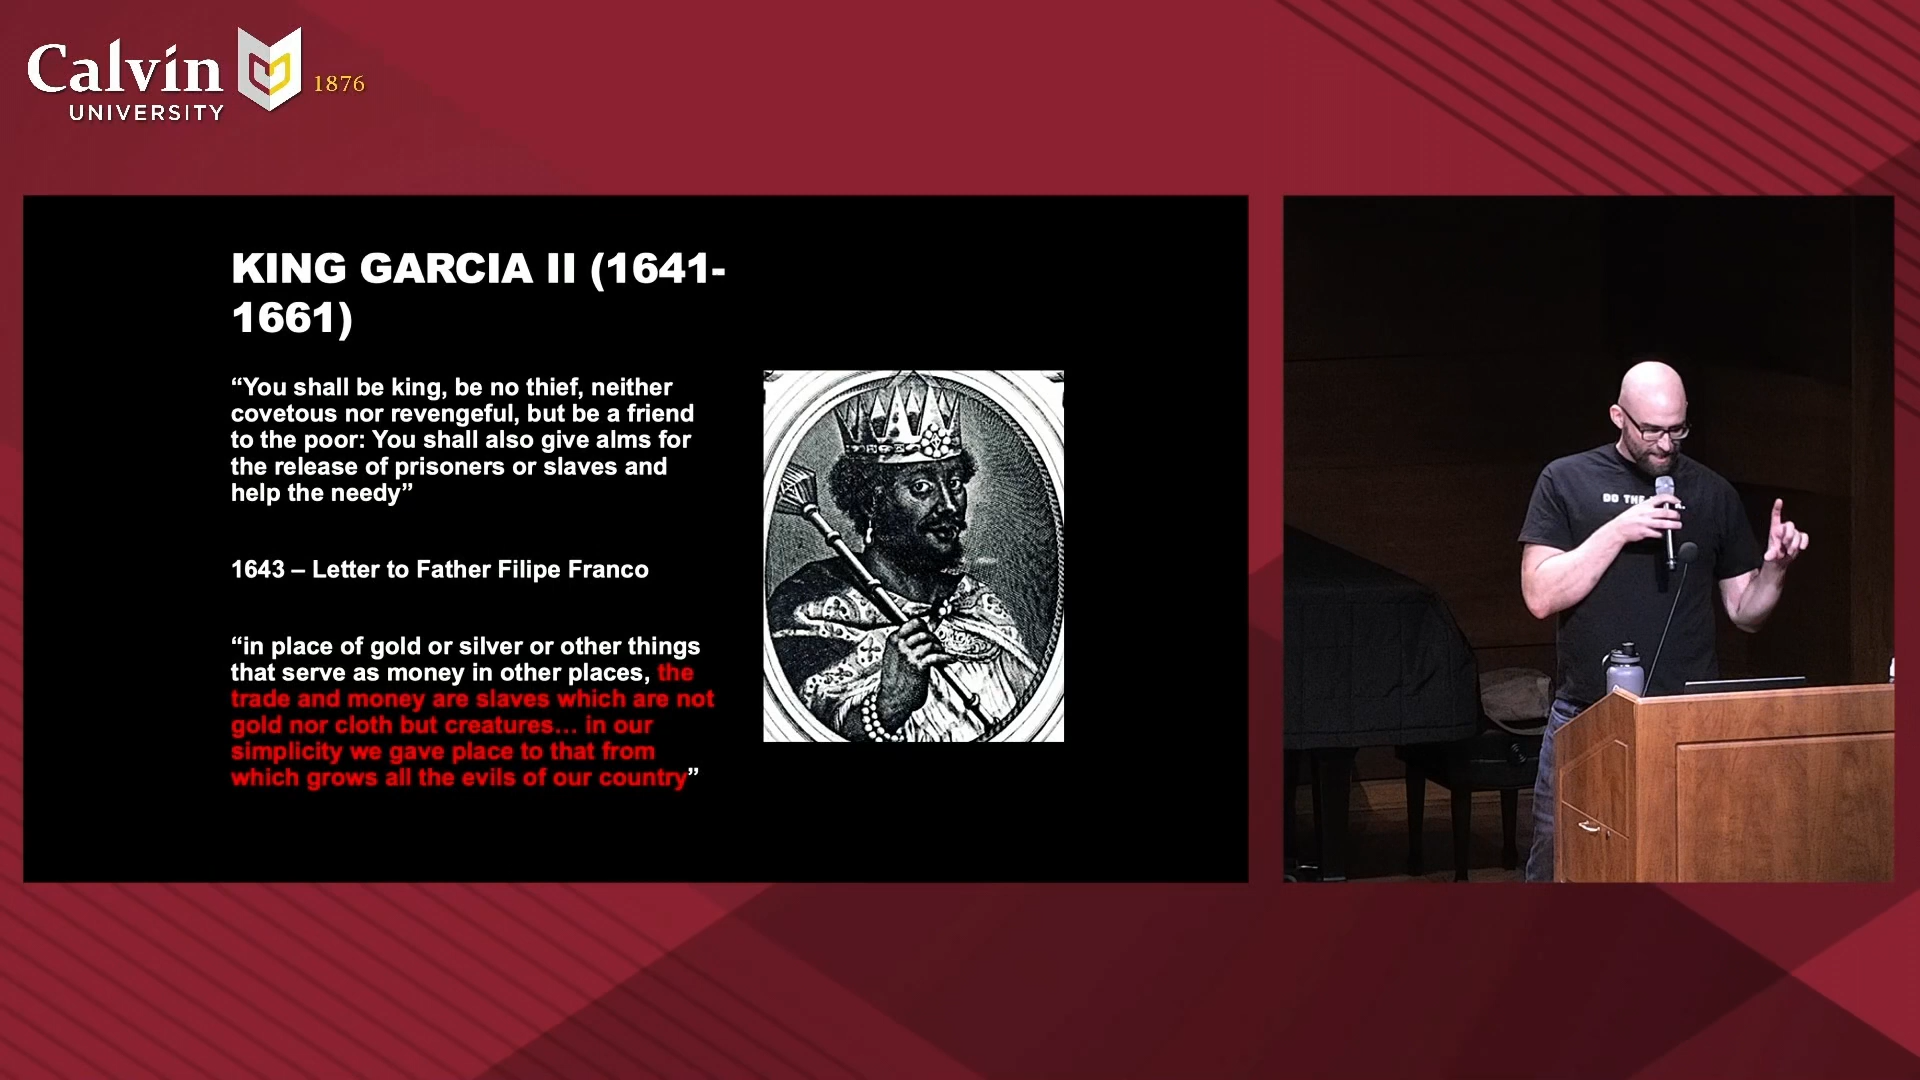 Calvin
UNIVERSITY
1876
KING GARCIA II (1641-
1661)
“You shall be king, be no thief, neither
covetous nor revengeful, but be a friend
to the poor: You shall also give alms for
the release of prisoners or slaves and
help the needy”
1643 – Letter to Father Filipe Franco
“in place of gold or silver or other things
that serve as money in other places, the
trade and money are slaves which are not
gold nor cloth but creatures… in our
simplicity we gave place to that from
which grows all the evils of our country”
DO THE